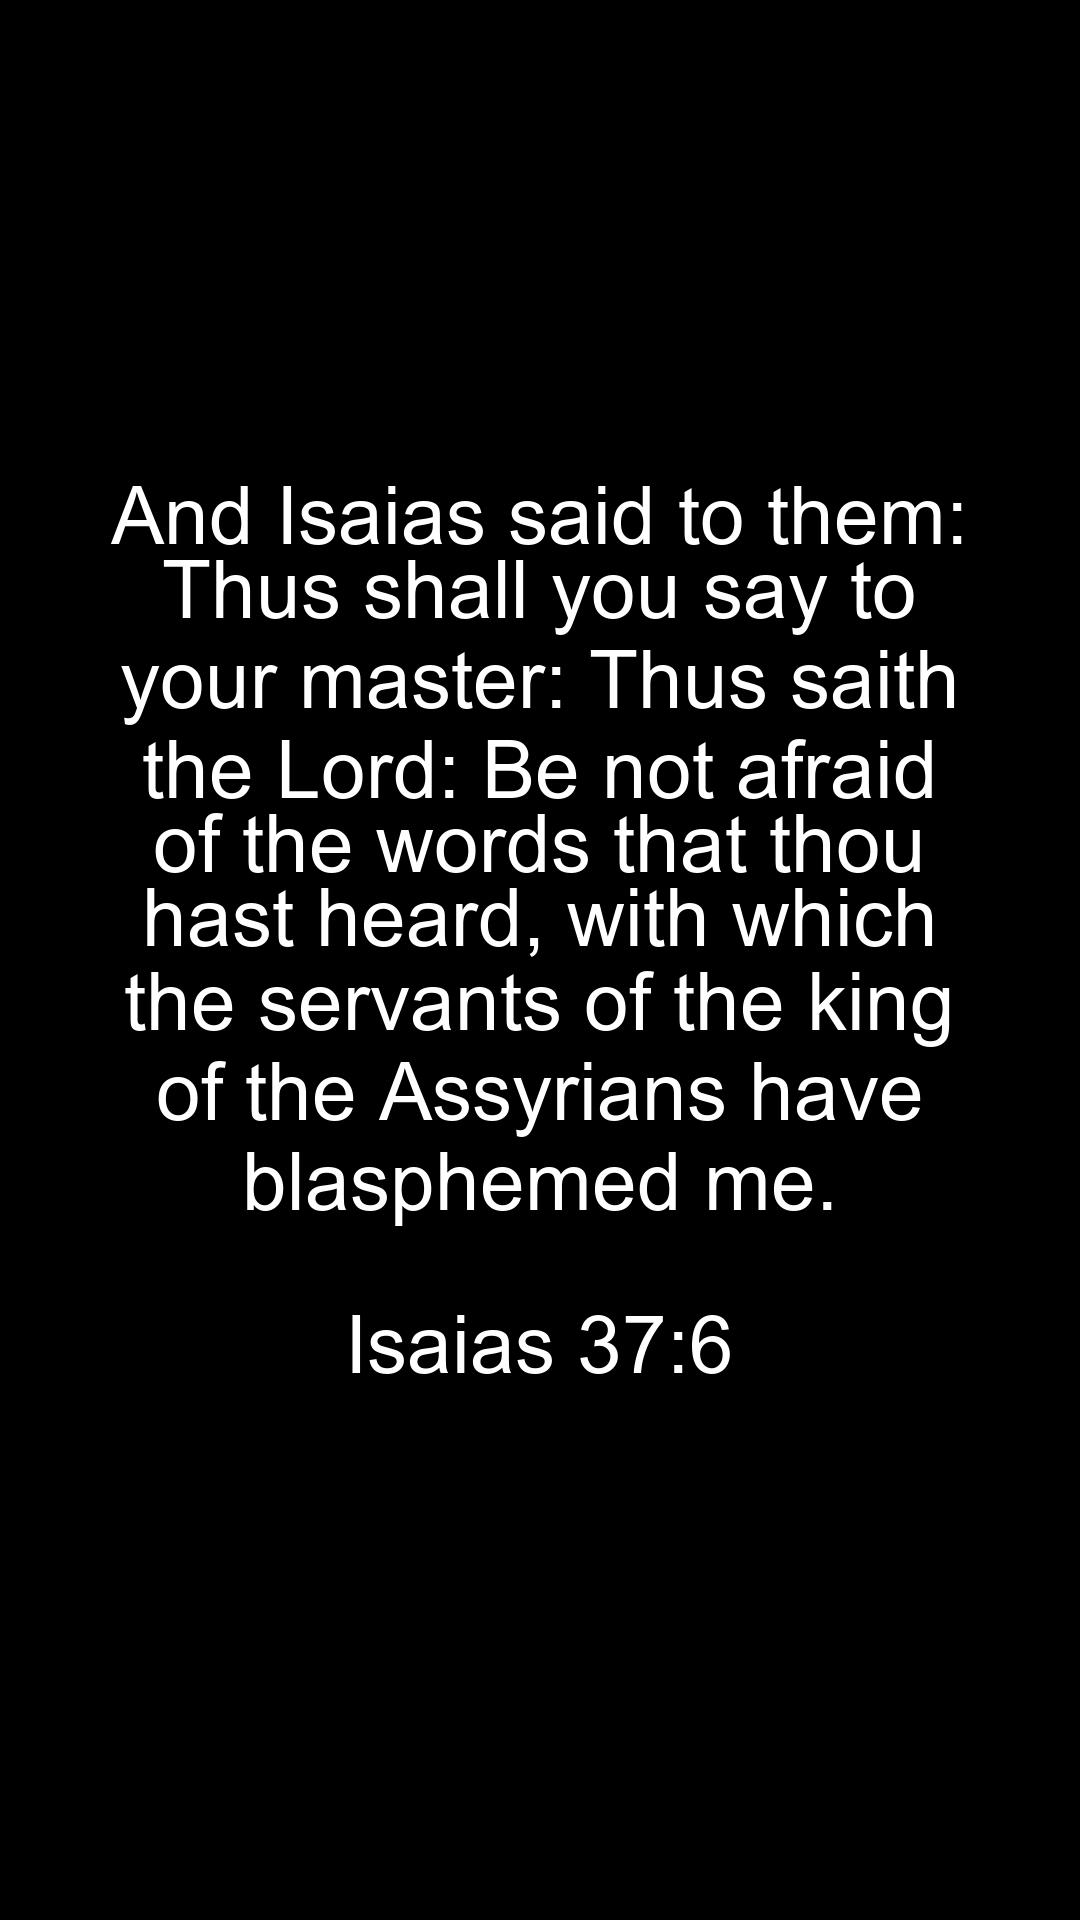 And Isaias said to them:
Thus shall you say to
your master: Thus saith
the Lord: Be not afraid
of the words that thou
hast heard, with which
the servants of the king
of the Assyrians have
blasphemed me.
Isaias 37:6